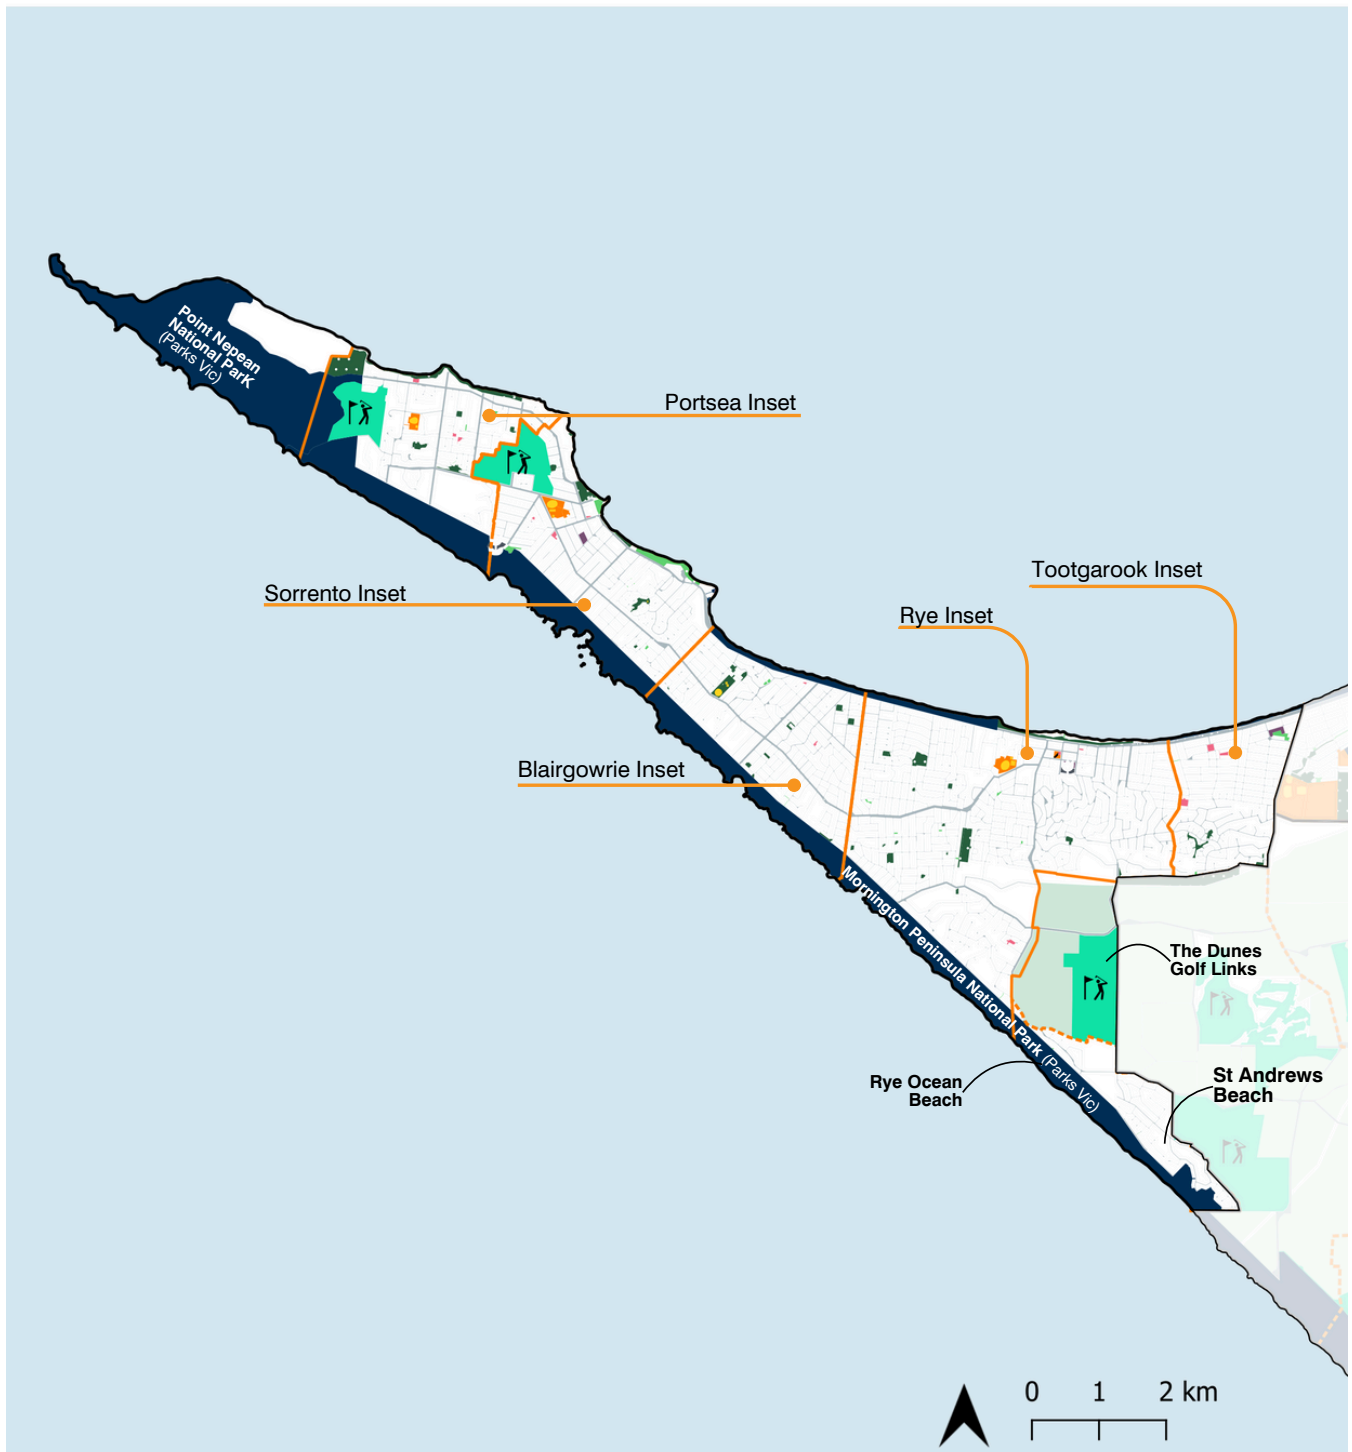 Point Nepean
National ParK
(Parks Vic)
Portsea Inset
Tootgarook Inset
Sorrento Inset
Rye Inset
Blairgowrie Inset
Mornington Peninsula National Park (Parks Vic)
The Dunes
Golf Links
Rye Ocean
Beach
St Andrews
Beach
0 1 2 km